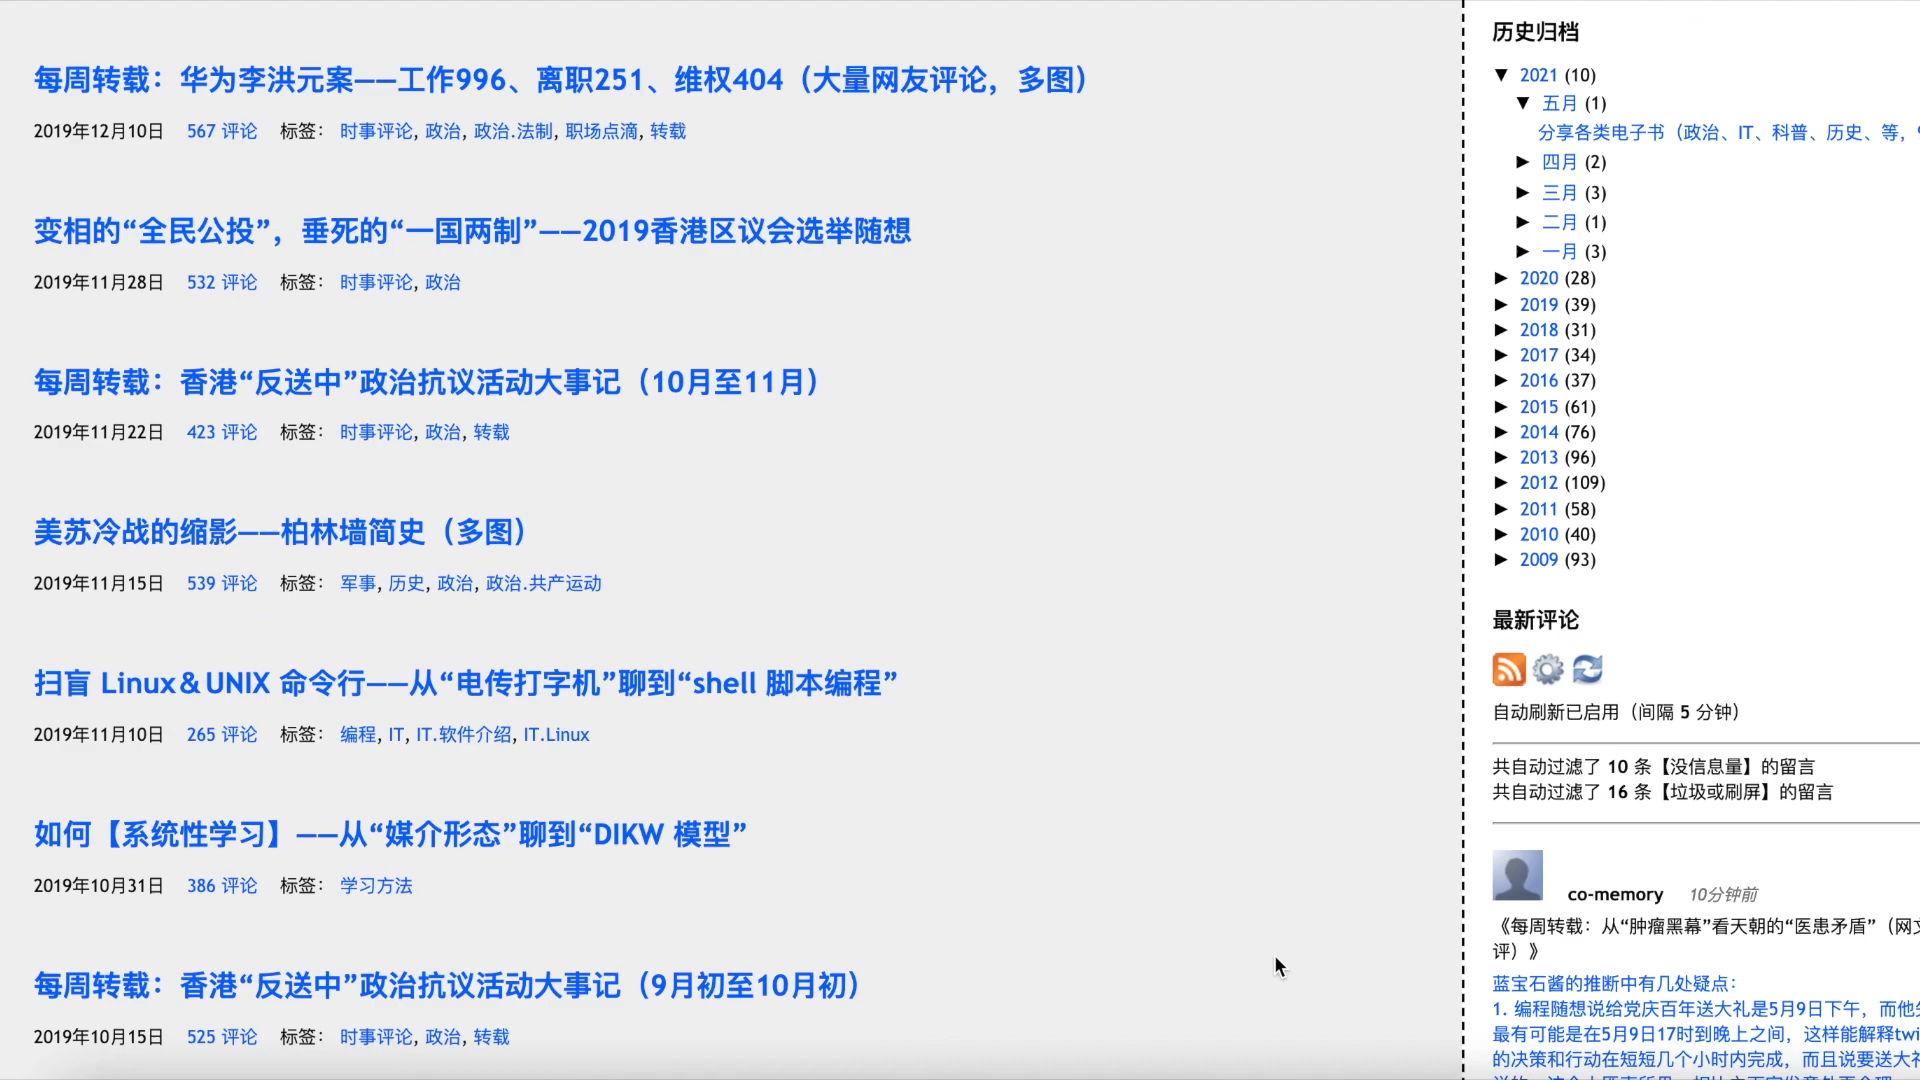 每周转载：华为李洪元案——工作996、离职251、维权404（大量网友评论，多图）
2019年12月10日 567 评论 标签： 时事评论, 政治, 政治.法制, 职场点滴, 转载
变相的“全民公投”，垂死的“一国两制”——2019香港区议会选举随想
2019年11月28日 532 评论 标签： 时事评论, 政治
每周转载：香港“反送中”政治抗议活动大事记（10月至11月）
2019年11月22日 423 评论 标签： 时事评论, 政治, 转载
美苏冷战的缩影——柏林墙简史（多图）
2019年11月15日 539 评论 标签： 军事, 历史, 政治, 政治.共产运动
扫盲 Linux＆UNIX 命令行——从“电传打字机”聊到“shell 脚本编程”
2019年11月10日 265 评论 标签： 编程, IT, IT.软件介绍, IT.Linux
如何【系统性学习】——从“媒介形态”聊到“DIKW 模型”
2019年10月31日 386 评论 标签： 学习方法
每周转载：香港“反送中”政治抗议活动大事记（9月初至10月初）
2019年10月15日 525 评论 标签： 时事评论, 政治, 转载
历史归档
▼ 2021 (10)
▼ 五月 (1)
分享各类电子书（政治、IT、科普、历史、等，
► 四月 (2)
► 三月 (3)
► 二月 (1)
► 一月 (3)
► 2020 (28)
► 2019 (39)
► 2018 (31)
► 2017 (34)
► 2016 (37)
► 2015 (61)
► 2014 (76)
► 2013 (96)
► 2012 (109)
► 2011 (58)
► 2010 (40)
► 2009 (93)
最新评论
自动刷新已启用（间隔 5 分钟）
共自动过滤了 10 条【没信息量】的留言
共自动过滤了 16 条【垃圾或刷屏】的留言
co-memory 10分钟前
《每周转载：从“肿瘤黑幕”看天朝的“医患矛盾”（网文
评）》
蓝宝石酱的推断中有几处疑点：
1. 编程随想说给党庆百年送大礼是5月9日下午，而他
最有可能是在5月9日17时到晚上之间，这样能解释twi
的决策和行动在短短几个小时内完成，而且说要送大礼